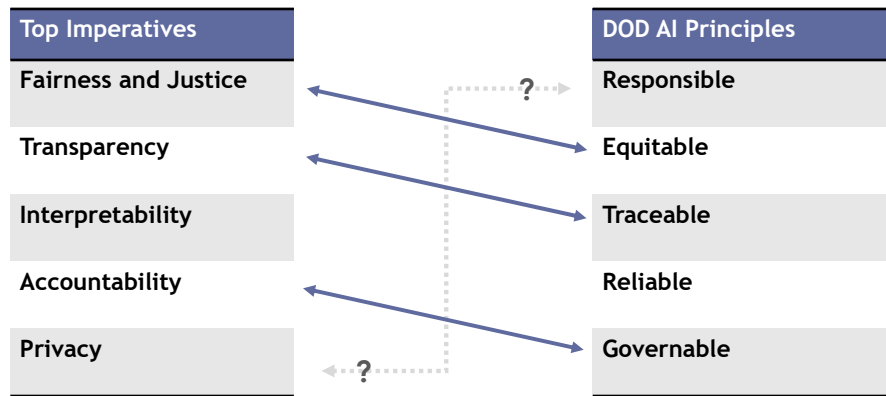 Top Imperatives
Fairness and Justice
Transparency
Interpretability
Accountability
Privacy
?
?
DOD AI Principles
Responsible
Equitable
Traceable
Reliable
Governable